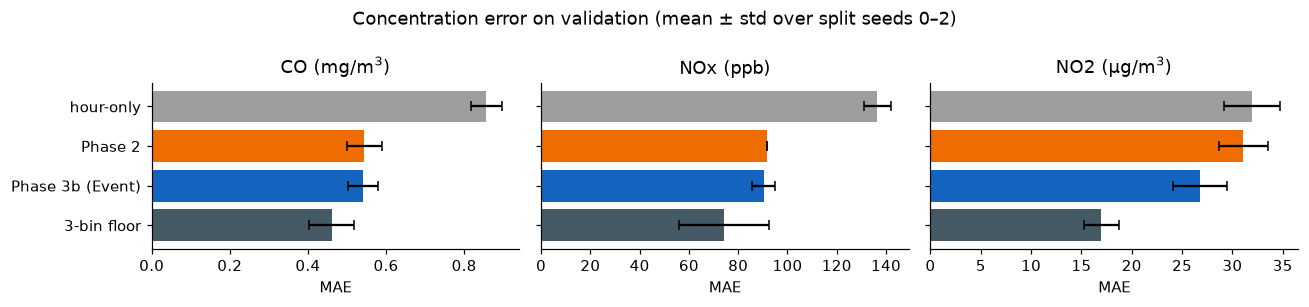 Concentration error on validation (mean ± std over split seeds 0–2)
CO (mg/m³)
NOx (ppb)
NO2 (µg/m³)
hour-only
Phase 2
Phase 3b (Event)
3-bin floor
0.0 0.2 0.4 0.6 0.8
0 20 40 60 80 100 120 140
0 5 10 15 20 25 30 35
MAE
MAE
MAE